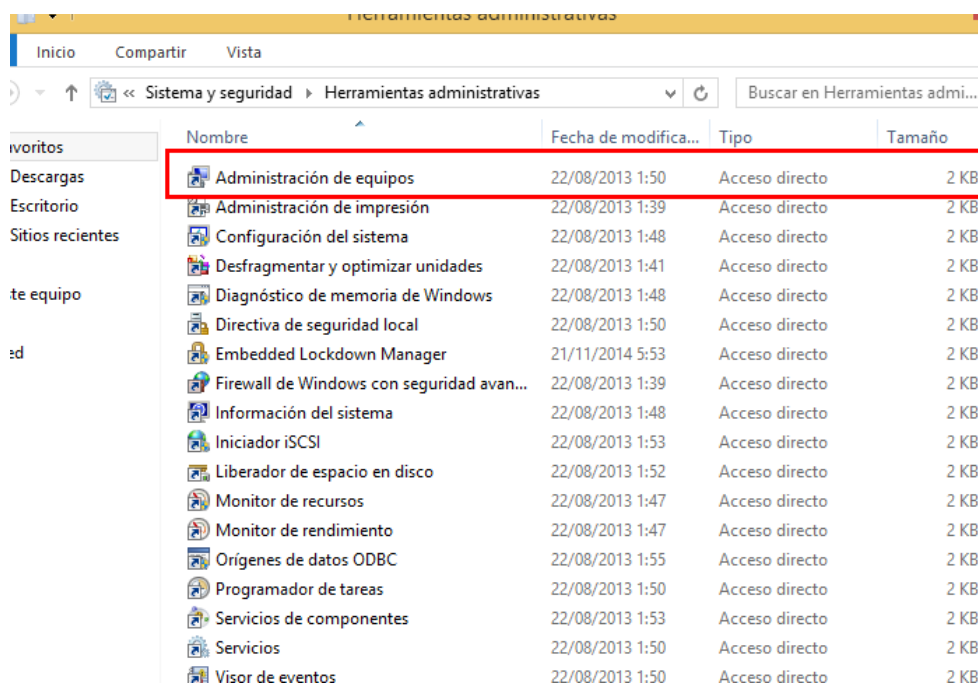 Herramientas administrativas
Inicio Compartir Vista
« Sistema y seguridad Herramientas administrativas Buscar en Herramientas admi...
Nombre Fecha de modifica... Tipo Tamaño
avoritos
Administración de equipos 22/08/2013 1:50 Acceso directo 2 KB
Descargas
Administración de impresión 22/08/2013 1:39 Acceso directo 2 KB
Escritorio
Configuración del sistema 22/08/2013 1:48 Acceso directo 2 KB
Sitios recientes
Desfragmentar y optimizar unidades 22/08/2013 1:41 Acceso directo 2 KB
te equipo
Diagnóstico de memoria de Windows 22/08/2013 1:48 Acceso directo 2 KB
Directiva de seguridad local 22/08/2013 1:50 Acceso directo 2 KB
ed
Embedded Lockdown Manager 21/11/2014 5:53 Acceso directo 2 KB
Firewall de Windows con seguridad avan... 22/08/2013 1:39 Acceso directo 2 KB
Información del sistema 22/08/2013 1:48 Acceso directo 2 KB
Iniciador iSCSI 22/08/2013 1:53 Acceso directo 2 KB
Liberador de espacio en disco 22/08/2013 1:52 Acceso directo 2 KB
Monitor de recursos 22/08/2013 1:47 Acceso directo 2 KB
Monitor de rendimiento 22/08/2013 1:47 Acceso directo 2 KB
Orígenes de datos ODBC 22/08/2013 1:55 Acceso directo 2 KB
Programador de tareas 22/08/2013 1:50 Acceso directo 2 KB
Servicios de componentes 22/08/2013 1:53 Acceso directo 2 KB
Servicios 22/08/2013 1:50 Acceso directo 2 KB
Visor de eventos 22/08/2013 1:50 Acceso directo 2 KB